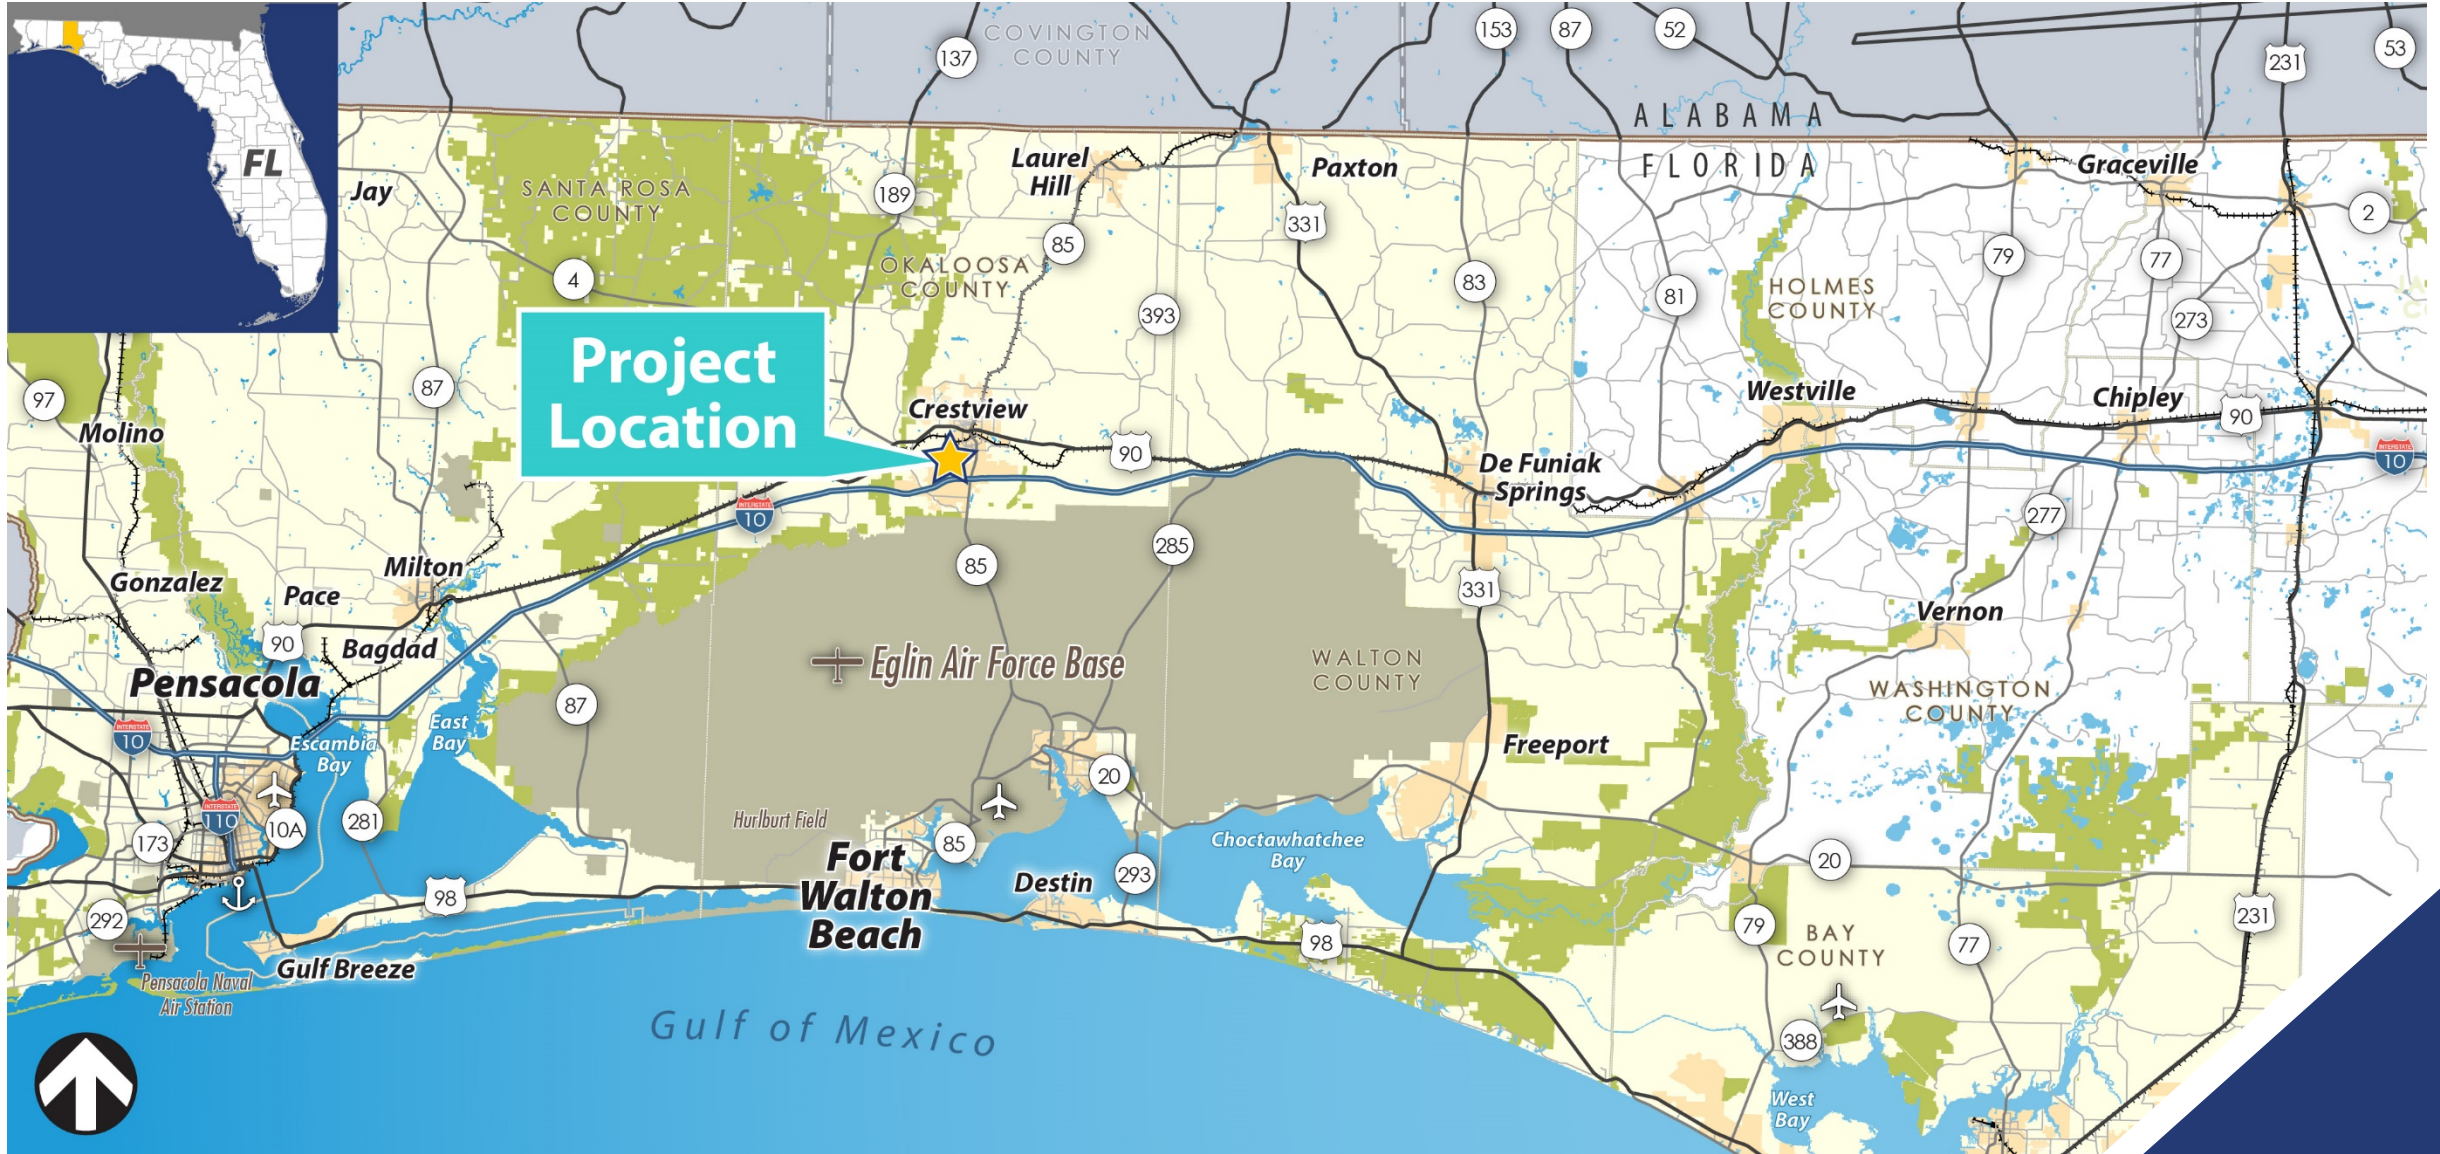 FL
COVINGTON
COUNTY
137
153
87
52
231
53
ALABAMA
FLORIDA
Jay
SANTA ROSA
COUNTY
189
Laurel
Hill
Paxton
Graceville
4
OKALOOSA
COUNTY
85
331
393
83
81
HOLMES
COUNTY
79
77
2
273
97
87
Molino
Project
Location
Crestview
90
INTERSTATE
10
De Funiak
Springs
Westville
Chipley
90
INTERSTATE
10
277
Gonzalez
Pace
Milton
85
285
331
Vernon
90
Bagdad
Pensacola
Eglin Air Force Base
WALTON
COUNTY
WASHINGTON
COUNTY
87
INTERSTATE
10
Escambia
Bay
East
Bay
Freeport
20
INTERSTATE
110
10A
281
173
Hurlburt Field
85
Fort
Walton
Beach
Destin
293
Choctawhatchee
Bay
20
98
292
98
79
BAY
COUNTY
77
231
Pensacola Naval
Air Station
Gulf Breeze
Gulf of Mexico
388
West
Bay